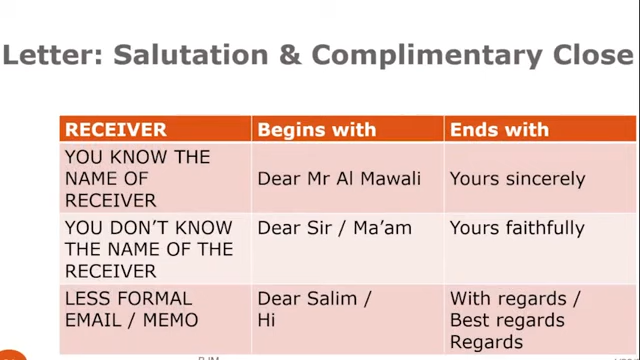 Letter: Salutation & Complimentary Close
RECEIVER
Begins with
Ends with
YOU KNOW THE
NAME OF
RECEIVER
Dear Mr Al Mawali
Yours sincerely
YOU DON'T KNOW
THE NAME OF THE
RECEIVER
Dear Sir / Ma'am
Yours faithfully
LESS FORMAL
EMAIL / MEMO
Dear Salim /
Hi
With regards /
Best regards
Regards